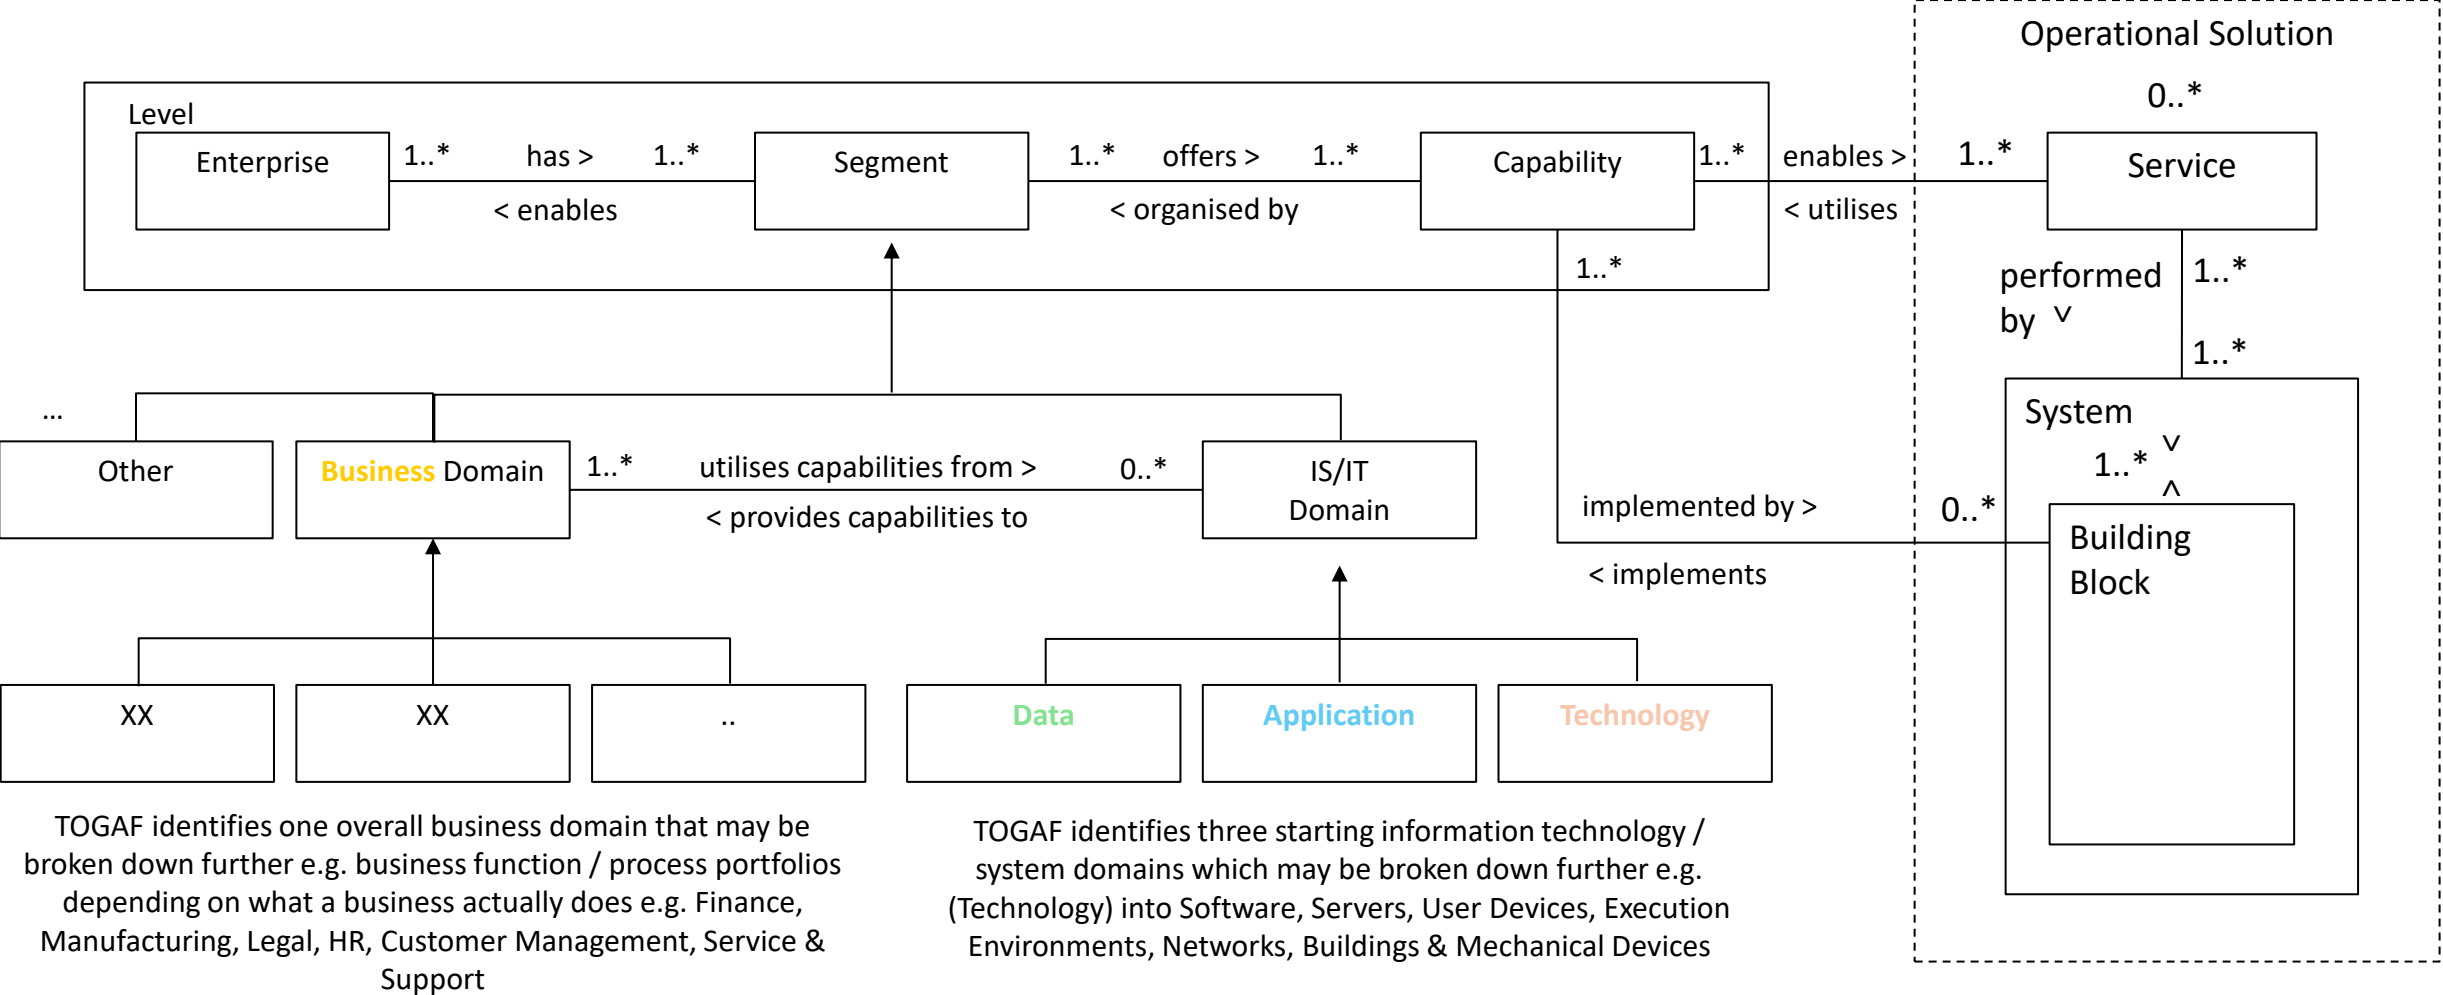 Operational Solution
0..*
Level
Enterprise
1..*
has >
1..*
< enables
Segment
1..*
offers >
1..*
< organised by
Capability
1..*
enables >
1..*
< utilises
Service
1..*
performed
by ˅
1..*
1..*
...
Other
Business Domain
1..*
utilises capabilities from >
0..*
< provides capabilities to
IS/IT
Domain
implemented by >
0..*
< implements
System
1..* ˅
˄
Building
Block
XX
XX
..
Data
Application
Technology
TOGAF identifies one overall business domain that may be
broken down further e.g. business function / process portfolios
depending on what a business actually does e.g. Finance,
Manufacturing, Legal, HR, Customer Management, Service &
Support
TOGAF identifies three starting information technology /
system domains which may be broken down further e.g.
(Technology) into Software, Servers, User Devices, Execution
Environments, Networks, Buildings & Mechanical Devices